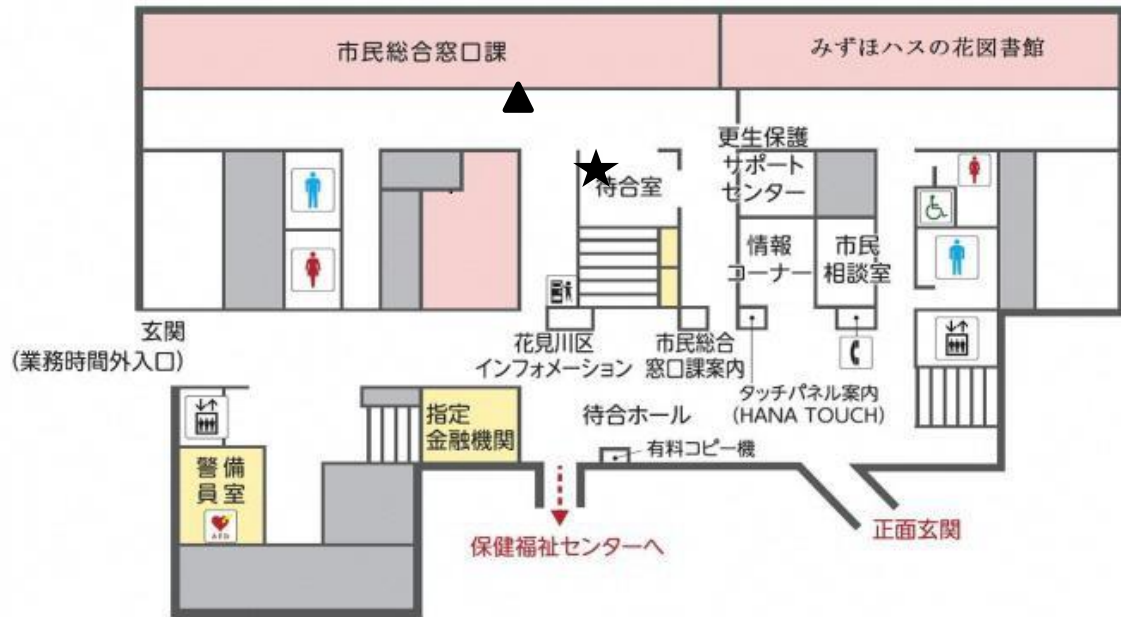 市民総合窓口課
みずほハスの花図書館
更生保護
サポート
センター
待合室
情報
コーナー
市民
相談室
玄関
(業務時間外入口)
花見川区
インフォメーション
市民総合
窓口課案内
タッチパネル案内
(HANA TOUCH)
指定
金融機関
待合ホール
有料コピー機
警備
員室
AED
保健福祉センターへ
正面玄関